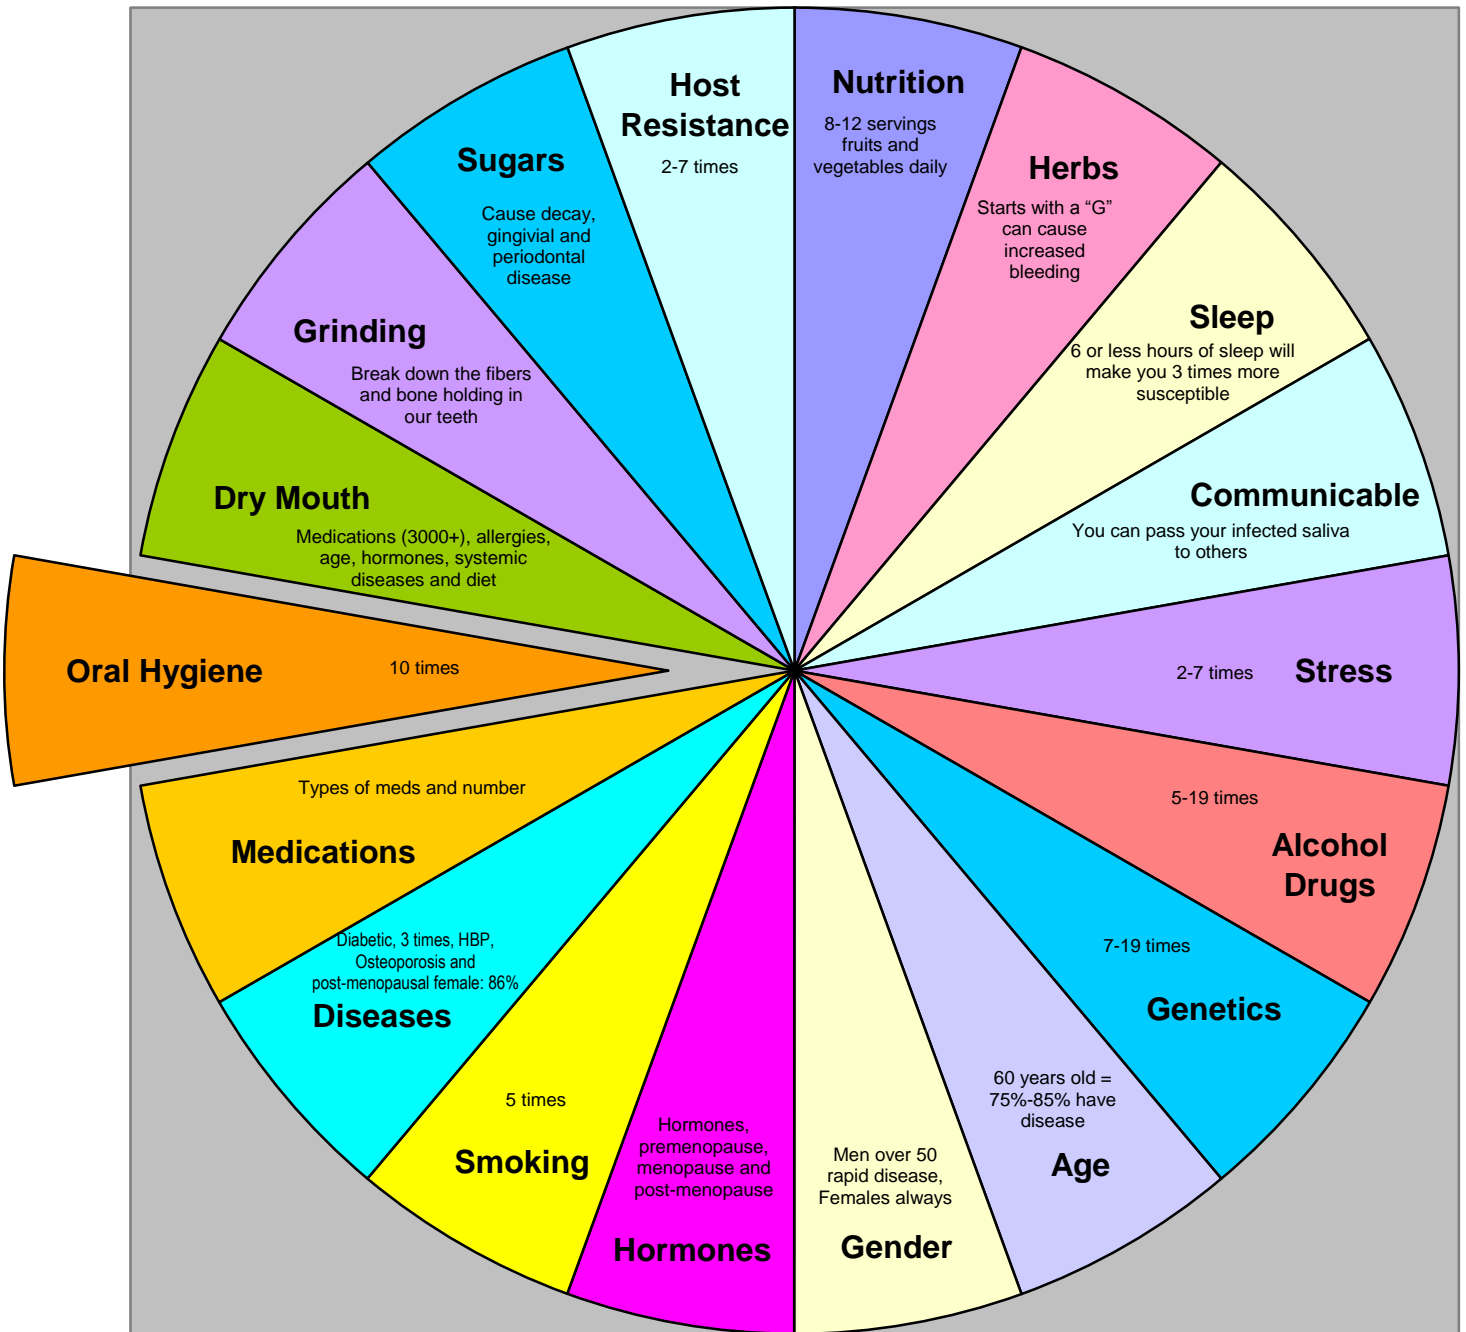 Nutrition
8-12 servings
fruits and
vegetables daily
Herbs
Starts with a “G”
can cause
increased
bleeding
Sleep
6 or less hours of sleep will
make you 3 times more
susceptible
Communicable
You can pass your infected saliva
to others
2-7 times
Stress
5-19 times
Alcohol
Drugs
7-19 times
Genetics
60 years old =
75%-85% have
disease
Age
Men over 50
rapid disease,
Females always
Gender
Hormones,
premenopause,
menopause and
post-menopause
Hormones
5 times
Smoking
Diabetic, 3 times, HBP,
Osteoporosis and
post-menopausal female: 86%
Diseases
Types of meds and number
Medications
Oral Hygiene
10 times
Dry Mouth
Medications (3000+), allergies,
age, hormones, systemic
diseases and diet
Grinding
Break down the fibers
and bone holding in
our teeth
Sugars
Cause decay,
gingivial and
periodontal
disease
Host
Resistance
2-7 times